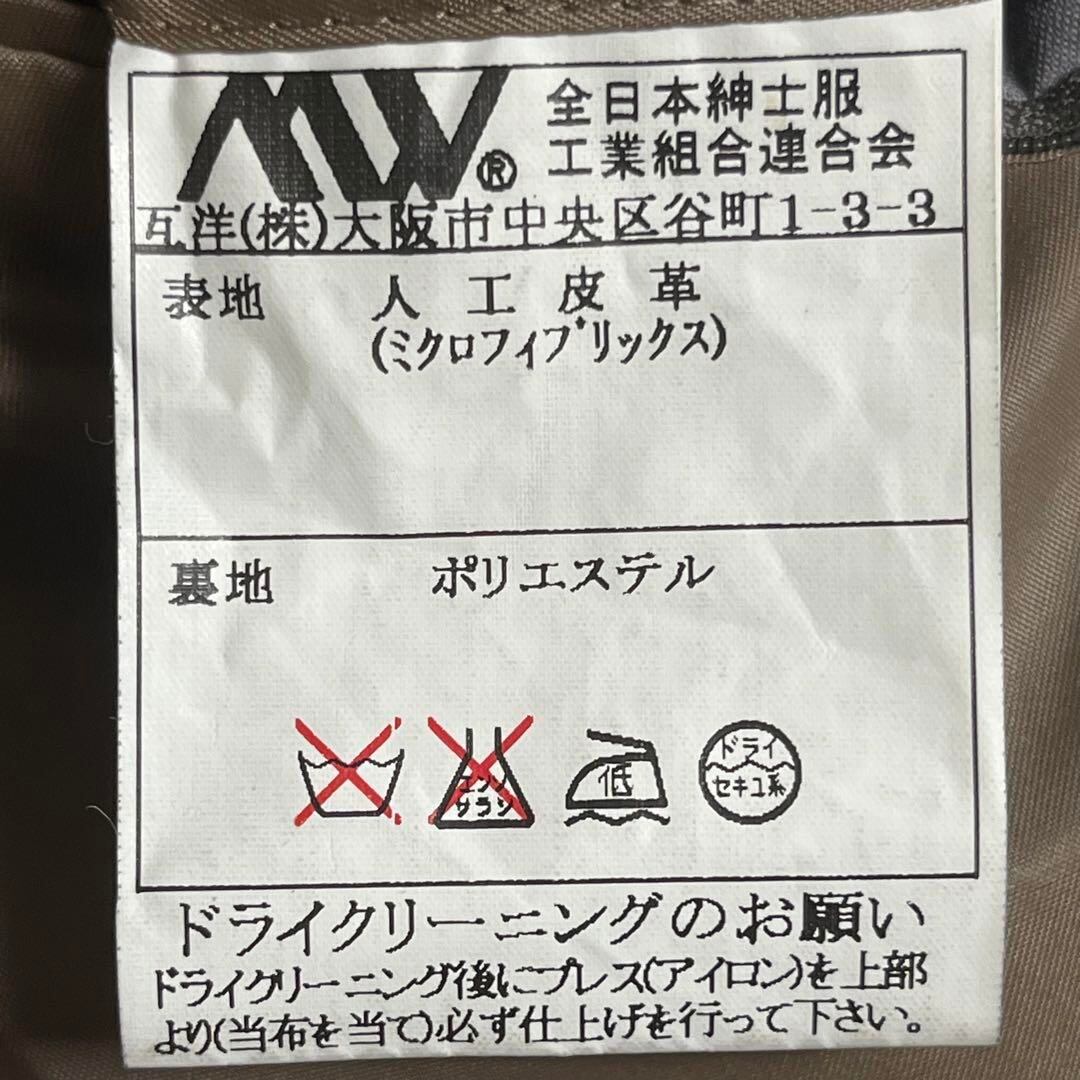 MW®
全日本紳士服
工業組合連合会
互洋(株)大阪市中央区谷町1-3-3
表地 人工皮革
(ミクロフィブリックス)
裏地 ポリエステル
エンソ
サラシ
低
ドライ
セキユ系
ドライクリーニングのお願い
ドライクリーニング後にプレス(アイロン)を上部
より(当布を当て)必ず仕上げを行って下さい。